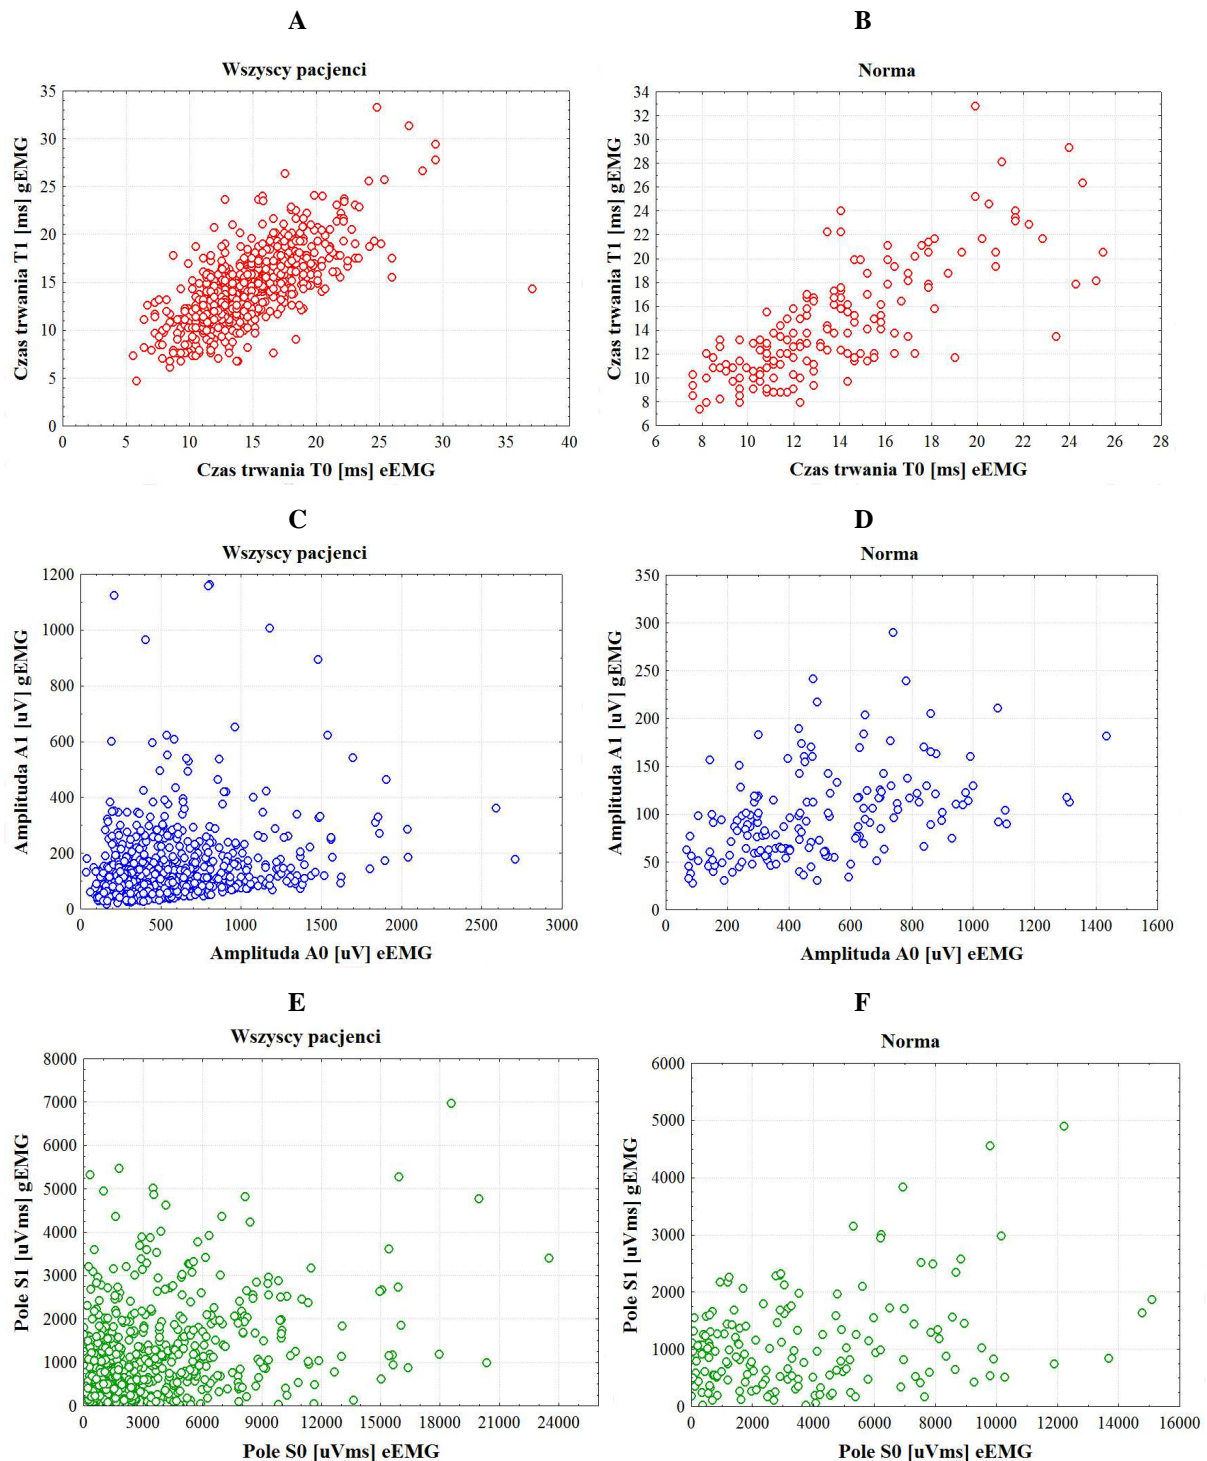 A
B
Wszyscy pacjenci
Norma
Czas trwania T1 [ms] gEMG
35
30
25
20
15
10
5
0
0 5 10 15 20 25 30 35 40
Czas trwania T0 [ms] eEMG
Czas trwania T1 [ms] gEMG
34
32
30
28
26
24
22
20
18
16
14
12
10
8
6
6 8 10 12 14 16 18 20 22 24 26 28
Czas trwania T0 [ms] eEMG
C
D
Wszyscy pacjenci
Norma
Amplituda A1 [uV] gEMG
1200
1000
800
600
400
200
0
0 500 1000 1500 2000 2500 3000
Amplituda A0 [uV] eEMG
Amplituda A1 [uV] gEMG
350
300
250
200
150
100
50
0
0 200 400 600 800 1000 1200 1400 1600
Amplituda A0 [uV] eEMG
E
F
Wszyscy pacjenci
Norma
Pole S1 [uVms] gEMG
8000
7000
6000
5000
4000
3000
2000
1000
0
0 3000 6000 9000 12000 15000 18000 21000 24000
Pole S0 [uVms] eEMG
Pole S1 [uVms] gEMG
6000
5000
4000
3000
2000
1000
0
0 2000 4000 6000 8000 10000 12000 14000 16000
Pole S0 [uVms] eEMG